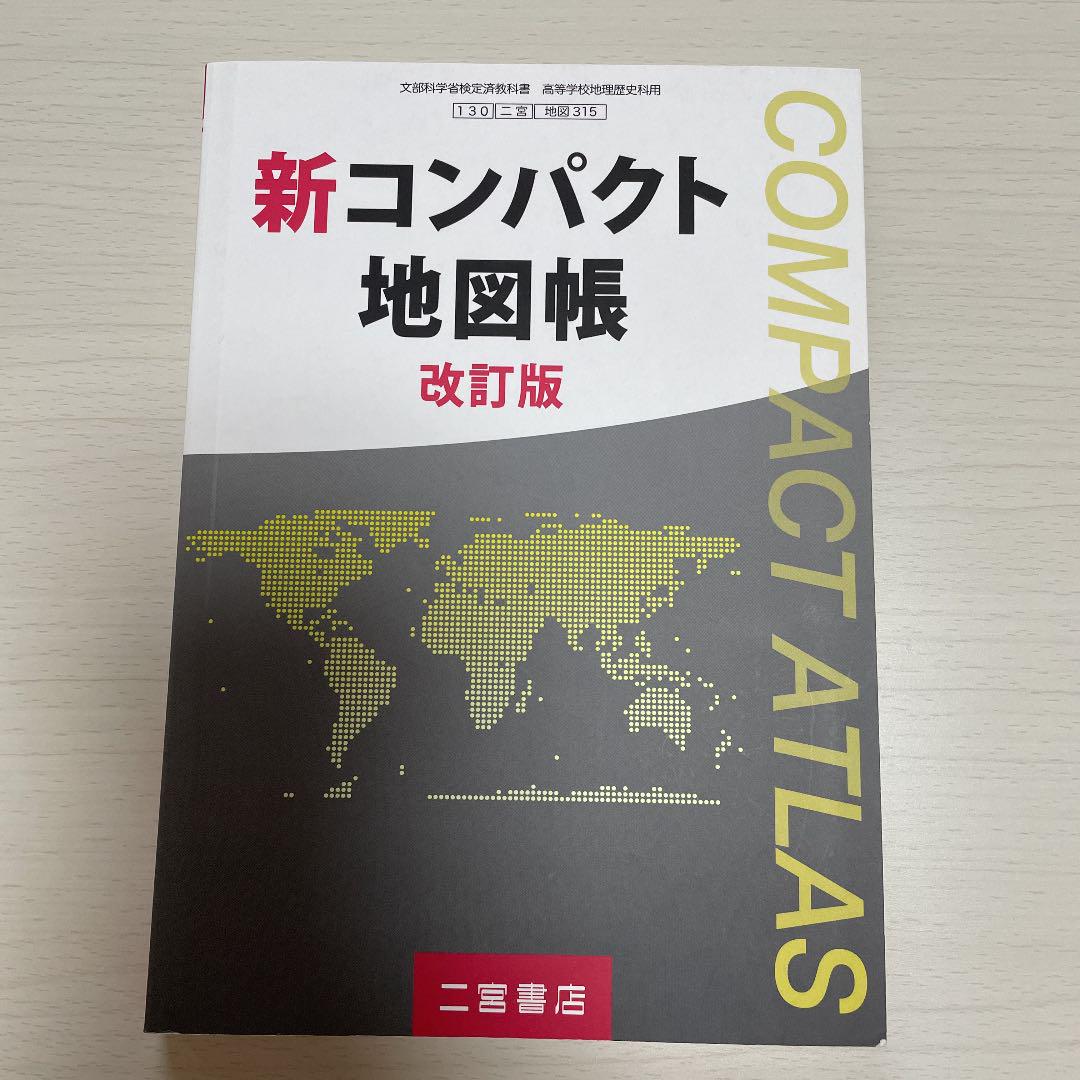 文部科学省検定済教科書　高等学校地理歴史科用
130 二宮 地図315
新コンパクト
地図帳
改訂版
COMPACT ATLAS
二宮書店